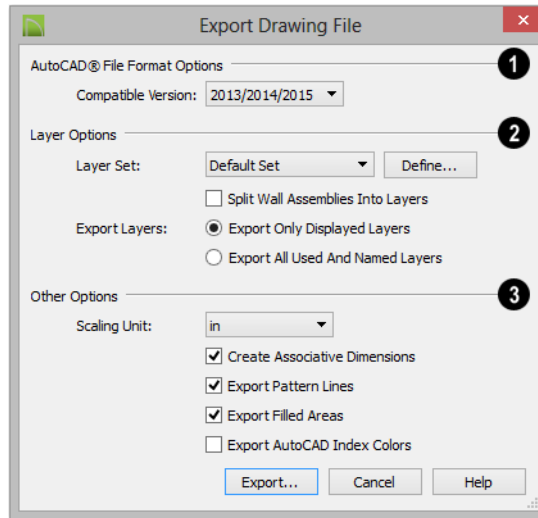 Export Drawing File
AutoCAD® File Format Options
1
Compatible Version: 2013/2014/2015
Layer Options
2
Layer Set: Default Set Define...
Split Wall Assemblies Into Layers
Export Layers: Export Only Displayed Layers
Export All Used And Named Layers
Other Options
3
Scaling Unit: in
Create Associative Dimensions
Export Pattern Lines
Export Filled Areas
Export AutoCAD Index Colors
Export... Cancel Help